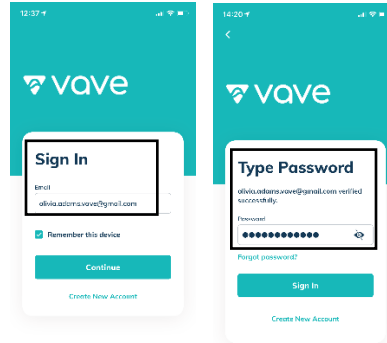 12:37
vave
Sign In
Email
olivia.adams.vave@gmail.com
Remember this device
Continue
Create New Account
14:20
vave
Type Password
olivia.adams.vave@gmail.com verified
successfully.
Password
Forgot password?
Sign In
Create New Account